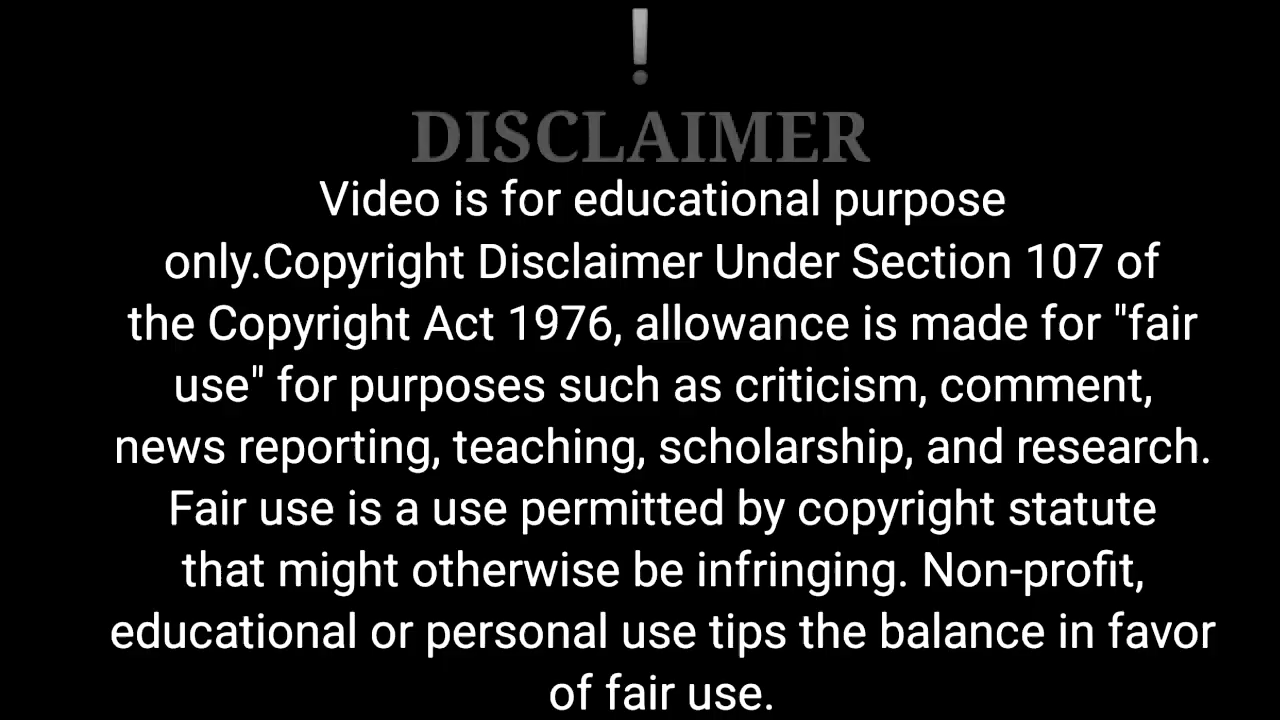 !
DISCLAIMER
Video is for educational purpose
only.Copyright Disclaimer Under Section 107 of
the Copyright Act 1976, allowance is made for "fair
use" for purposes such as criticism, comment,
news reporting, teaching, scholarship, and research.
Fair use is a use permitted by copyright statute
that might otherwise be infringing. Non-profit,
educational or personal use tips the balance in favor
of fair use.